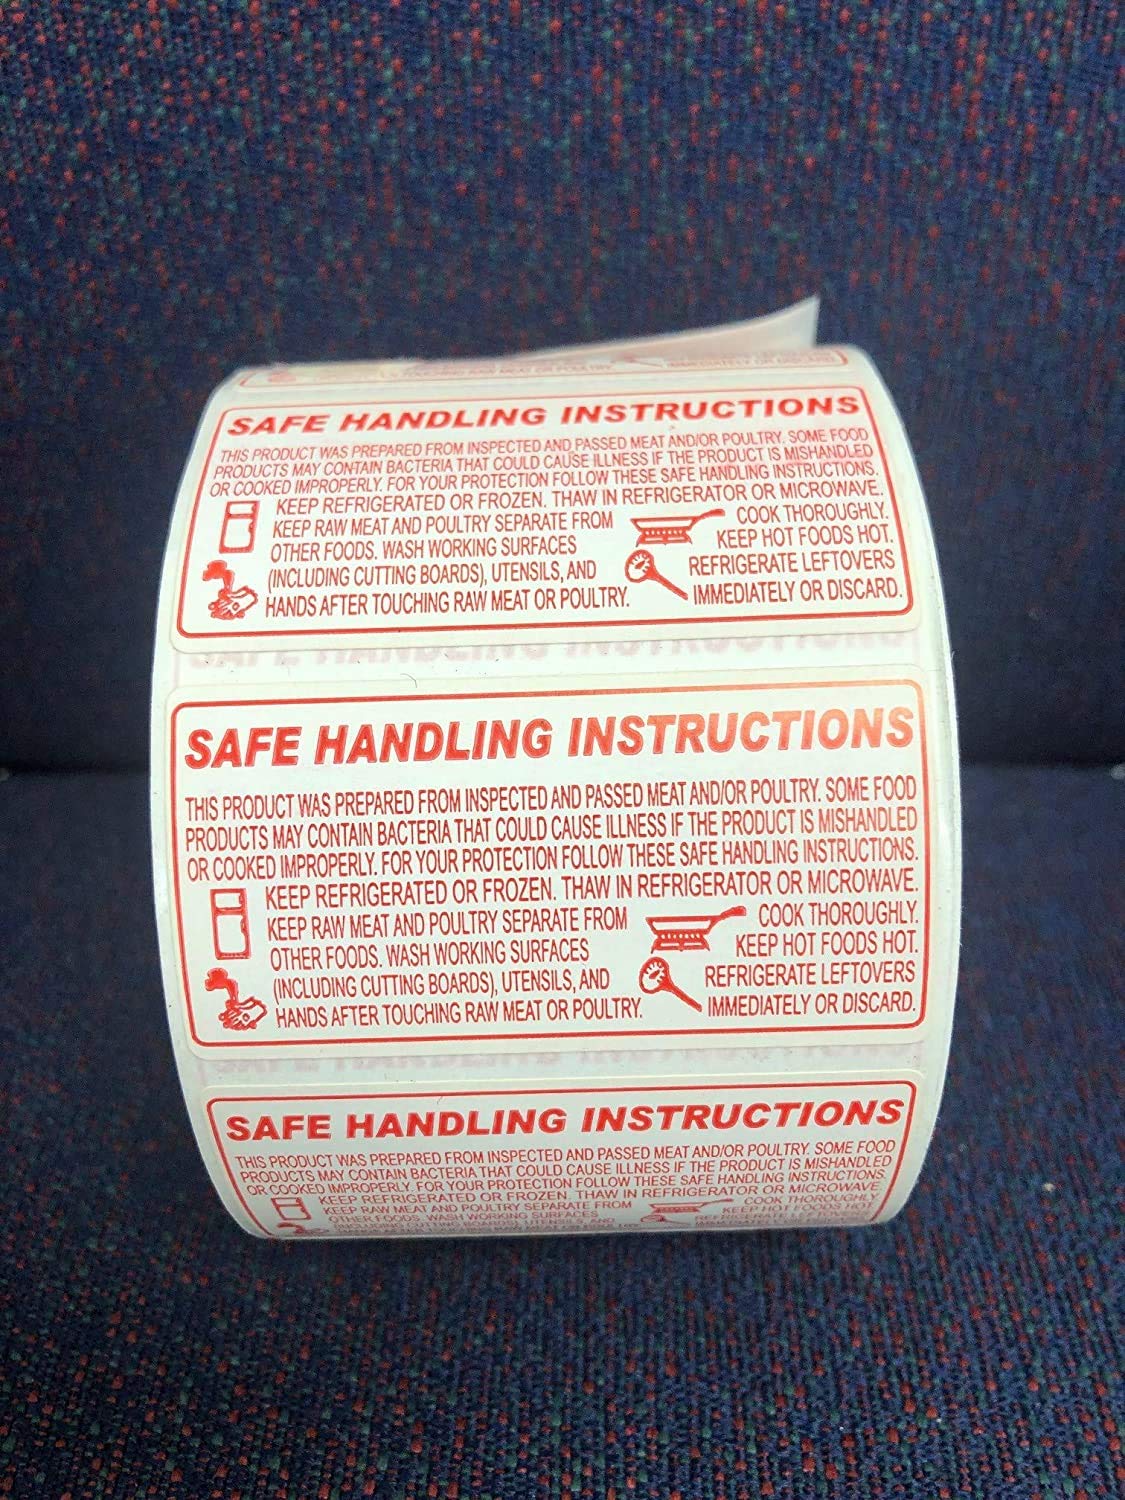 IMMEDIATELY OR DISCARD.
SAFE HANDLING INSTRUCTIONS
THIS PRODUCT WAS PREPARED FROM INSPECTED AND PASSED MEAT AND/OR POULTRY. SOME FOOD
PRODUCTS MAY CONTAIN BACTERIA THAT COULD CAUSE ILLNESS IF THE PRODUCT IS MISHANDLED
OR COOKED IMPROPERLY. FOR YOUR PROTECTION FOLLOW THESE SAFE HANDLING INSTRUCTIONS.
KEEP REFRIGERATED OR FROZEN. THAW IN REFRIGERATOR OR MICROWAVE.
KEEP RAW MEAT AND POULTRY SEPARATE FROM
OTHER FOODS. WASH WORKING SURFACES
(INCLUDING CUTTING BOARDS), UTENSILS, AND
HANDS AFTER TOUCHING RAW MEAT OR POULTRY.
COOK THOROUGHLY.
KEEP HOT FOODS HOT.
REFRIGERATE LEFTOVERS
IMMEDIATELY OR DISCARD.
SAFE HANDLING INSTRUCTIONS
THIS PRODUCT WAS PREPARED FROM INSPECTED AND PASSED MEAT AND/OR POULTRY. SOME FOOD
PRODUCTS MAY CONTAIN BACTERIA THAT COULD CAUSE ILLNESS IF THE PRODUCT IS MISHANDLED
OR COOKED IMPROPERLY. FOR YOUR PROTECTION FOLLOW THESE SAFE HANDLING INSTRUCTIONS.
KEEP REFRIGERATED OR FROZEN. THAW IN REFRIGERATOR OR MICROWAVE.
KEEP RAW MEAT AND POULTRY SEPARATE FROM
OTHER FOODS. WASH WORKING SURFACES
(INCLUDING CUTTING BOARDS), UTENSILS, AND
HANDS AFTER TOUCHING RAW MEAT OR POULTRY.
COOK THOROUGHLY.
KEEP HOT FOODS HOT.
REFRIGERATE LEFTOVERS
IMMEDIATELY OR DISCARD.
SAFE HANDLING INSTRUCTIONS
THIS PRODUCT WAS PREPARED FROM INSPECTED AND PASSED MEAT AND/OR POULTRY. SOME FOOD
PRODUCTS MAY CONTAIN BACTERIA THAT COULD CAUSE ILLNESS IF THE PRODUCT IS MISHANDLED
OR COOKED IMPROPERLY. FOR YOUR PROTECTION FOLLOW THESE SAFE HANDLING INSTRUCTIONS.
KEEP REFRIGERATED OR FROZEN. THAW IN REFRIGERATOR OR MICROWAVE.
KEEP RAW MEAT AND POULTRY SEPARATE FROM
OTHER FOODS. WASH WORKING SURFACES
COOK THOROUGHLY.
KEEP HOT FOODS HOT.